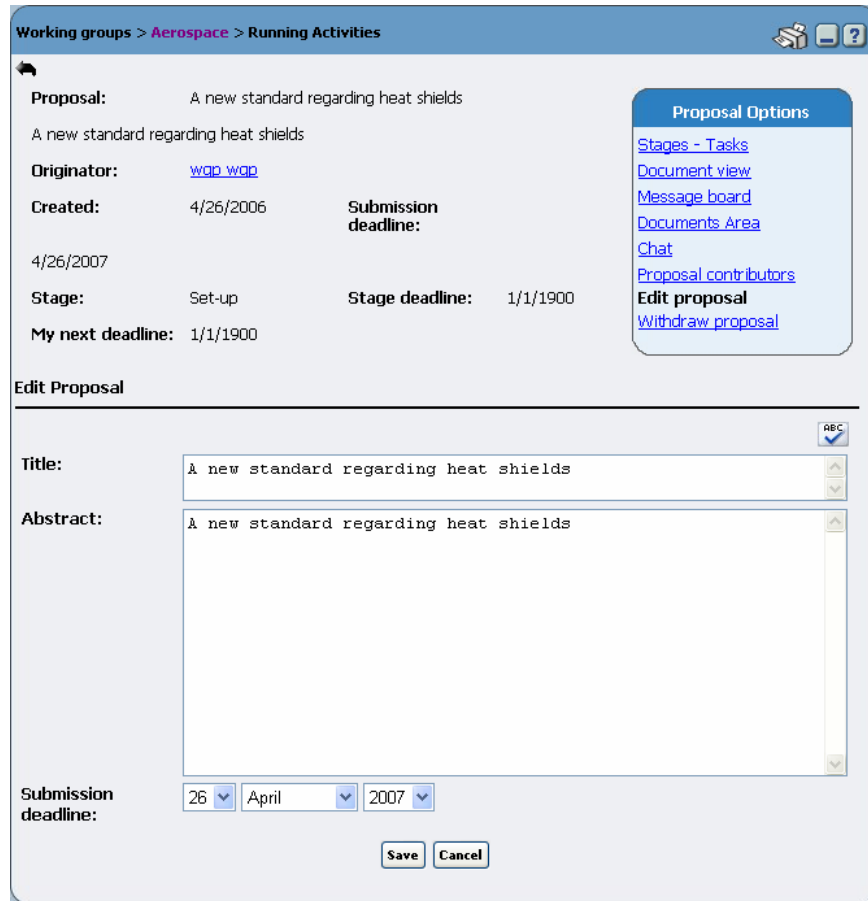 Working groups > Aerospace > Running Activities
?
Proposal: A new standard regarding heat shields
A new standard regarding heat shields
Originator: wgp wgp
Created: 4/26/2006 Submission deadline:
4/26/2007
Stage: Set-up Stage deadline: 1/1/1900
My next deadline: 1/1/1900
Proposal Options
Stages - Tasks
Document view
Message board
Documents Area
Chat
Proposal contributors
Edit proposal
Withdraw proposal
Edit Proposal
ABC
Title: A new standard regarding heat shields
Abstract: A new standard regarding heat shields
Submission deadline: 26 April 2007
Save Cancel